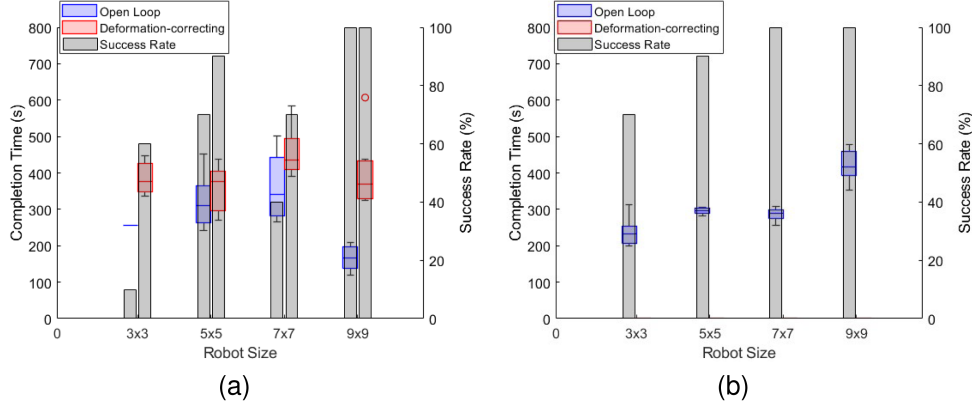 Open Loop
Deformation-correcting
Success Rate
800
700
600
500
400
300
200
100
0
Completion Time (s)
100
80
60
40
20
0
Success Rate (%)
0 3x3 5x5 7x7 9x9
Robot Size
(a)
Open Loop
Deformation-correcting
Success Rate
800
700
600
500
400
300
200
100
0
Completion Time (s)
100
80
60
40
20
0
Success Rate (%)
0 3x3 5x5 7x7 9x9
Robot Size
(b)